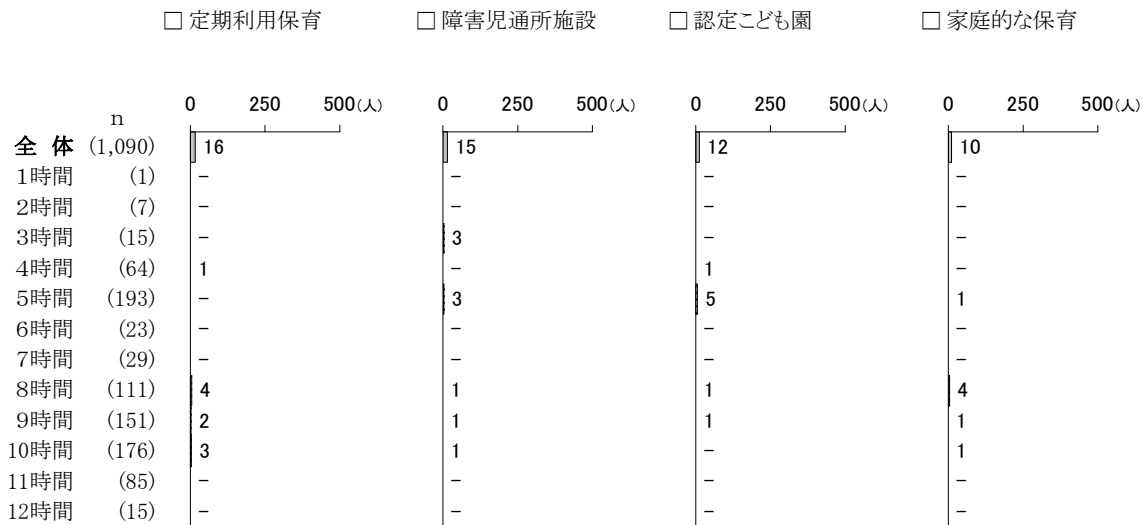 □ 定期利用保育 □ 障害児通所施設 □ 認定こども園 □ 家庭的な保育
0 250 500(人) 0 250 500(人) 0 250 500(人) 0 250 500(人)
n
全 体 (1,090) 16 15 12 10
1時間 (1) − − − −
2時間 (7) − − − −
3時間 (15) − 3 − −
4時間 (64) 1 − 1 −
5時間 (193) − 3 5 1
6時間 (23) − − − −
7時間 (29) − − − −
8時間 (111) 4 1 1 4
9時間 (151) 2 1 1 1
10時間 (176) 3 1 − 1
11時間 (85) − − − −
12時間 (15) − − − −